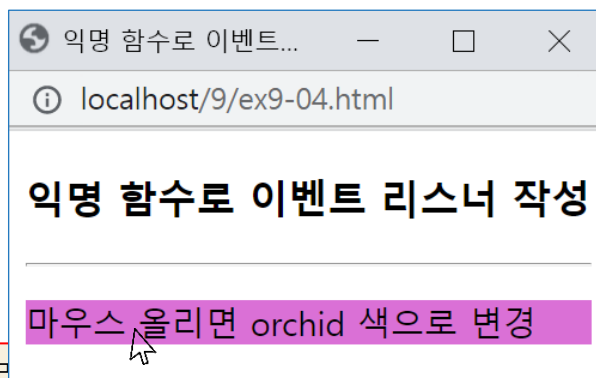 익명 함수로 이벤트...
localhost/9/ex9-04.html
익명 함수로 이벤트 리스너 작성
마우스 올리면 orchid 색으로 변경